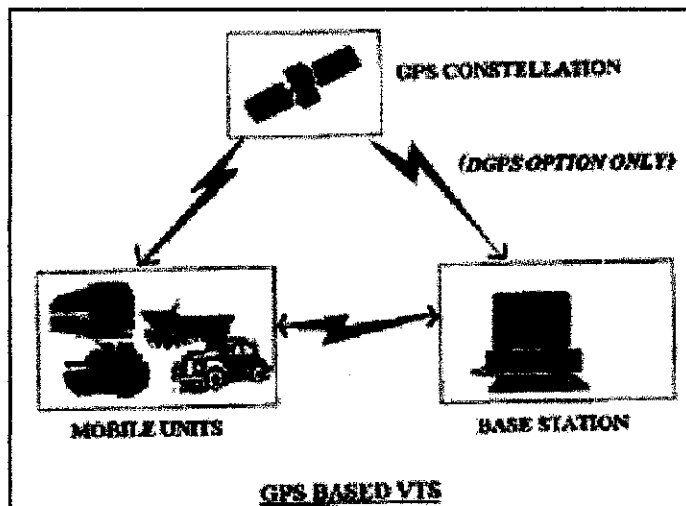 GPS CONSTELLATION
(DGPS OPTION ONLY)
MOBILE UNITS
BASE STATION
GPS BASED VTS